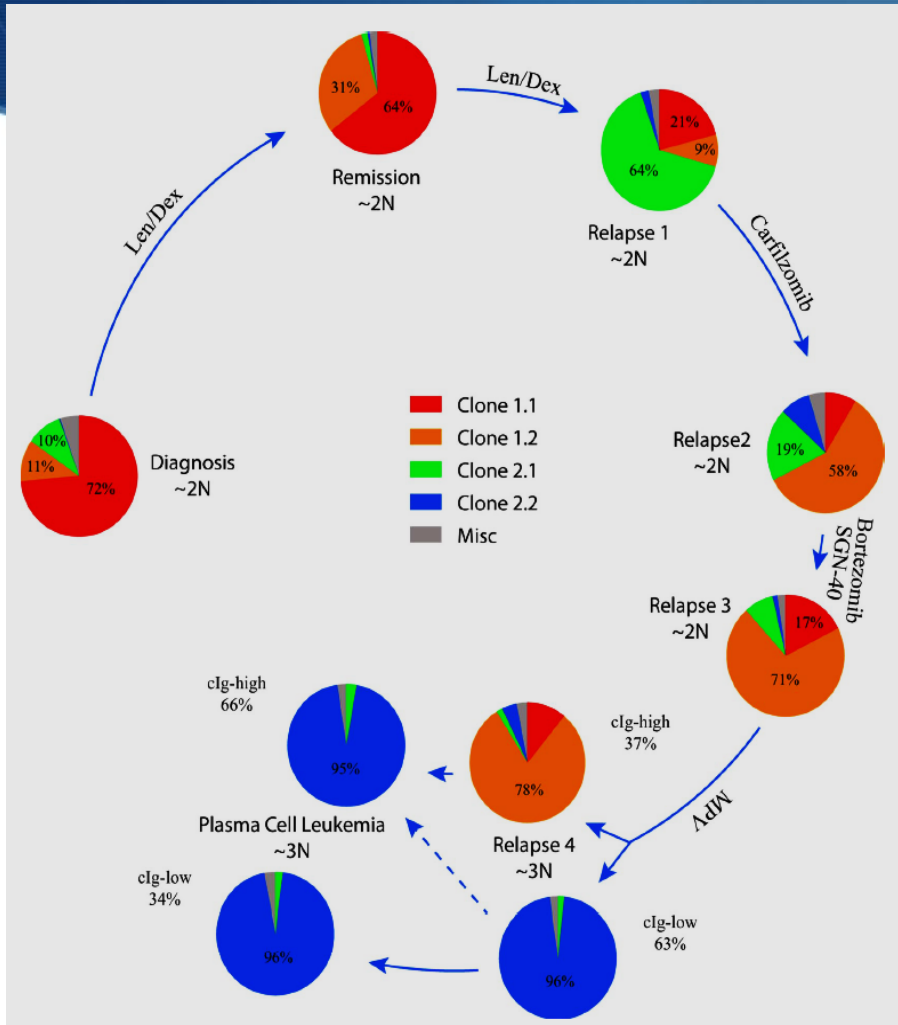 31%
64%
Remission
~2N
Len/Dex
Len/Dex
21%
9%
64%
Relapse 1
~2N
Carfilzomib
10%
11%
72%
Diagnosis
~2N
Clone 1.1
Clone 1.2
Clone 2.1
Clone 2.2
Misc
Relapse2
~2N
19%
58%
Bortezomib
SGN-40
Relapse 3
~2N
17%
71%
MPV
cIg-high
66%
95%
Plasma Cell Leukemia
~3N
78%
cIg-high
37%
Relapse 4
~3N
cIg-low
34%
96%
96%
cIg-low
63%